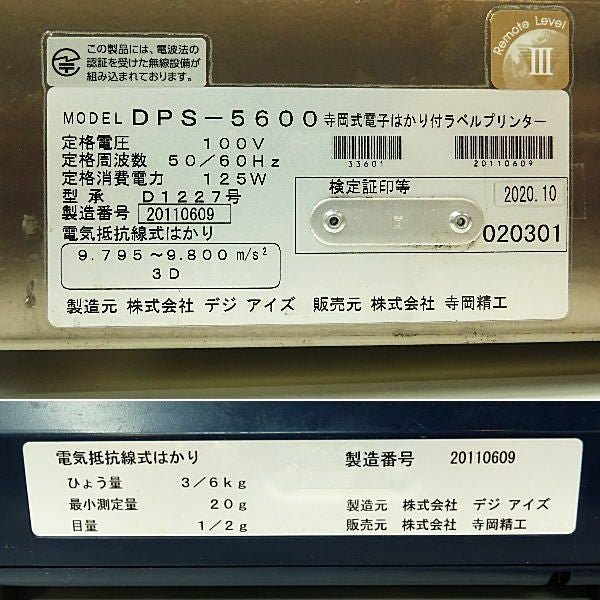 この製品には、電波法の
認証を受けた無線設備が
組み込まれております。
Remote Level
III
MODEL DPS-5600 寺岡式電子はかり付ラベルプリンター
定格電圧 100V
定格周波数 50/60Hz
定格消費電力 125W
型承 D1227号
製造番号 20110609
33601
20110609
検定証印等
2020.10
020301
電気抵抗線式はかり
9.795~9.800 m/s²
3D
製造元 株式会社 デジ アイズ 販売元 株式会社 寺岡精工
電気抵抗線式はかり 製造番号 20110609
ひょう量 3/6kg
最小測定量 20g 製造元 株式会社 デジ アイズ
目量 1/2g 販売元 株式会社 寺岡精工